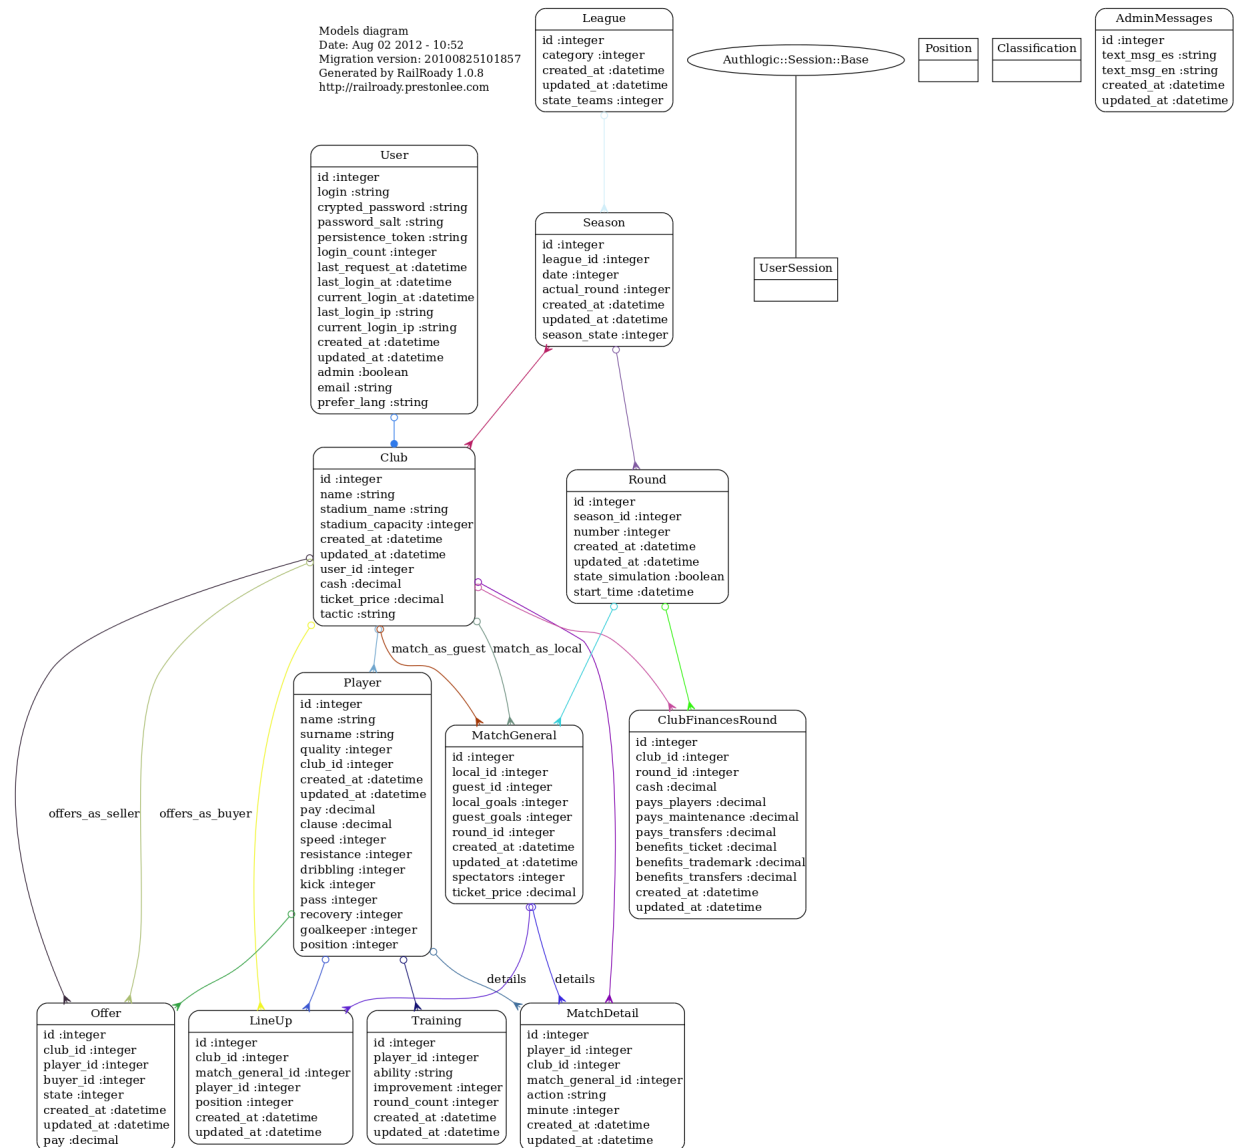 Models diagram
Date: Aug 02 2012 - 10:52
Migration version: 20100825101857
Generated by RailRoady 1.0.8
http://railroady.prestonlee.com
League
id :integer
category :integer
created_at :datetime
updated_at :datetime
state_teams :integer
Authlogic::Session::Base
Position
Classification
AdminMessages
id :integer
text_msg_es :string
text_msg_en :string
created_at :datetime
updated_at :datetime
User
id :integer
login :string
crypted_password :string
password_salt :string
persistence_token :string
login_count :integer
last_request_at :datetime
last_login_at :datetime
current_login_at :datetime
last_login_ip :string
current_login_ip :string
created_at :datetime
updated_at :datetime
admin :boolean
email :string
prefer_lang :string
Season
id :integer
league_id :integer
date :integer
actual_round :integer
created_at :datetime
updated_at :datetime
season_state :integer
UserSession
Club
id :integer
name :string
stadium_name :string
stadium_capacity :integer
created_at :datetime
updated_at :datetime
user_id :integer
cash :decimal
ticket_price :decimal
tactic :string
Round
id :integer
season_id :integer
number :integer
created_at :datetime
updated_at :datetime
state_simulation :boolean
start_time :datetime
match_as_guest
match_as_local
Player
id :integer
name :string
surname :string
quality :integer
club_id :integer
created_at :datetime
updated_at :datetime
pay :decimal
clause :decimal
speed :integer
resistance :integer
dribbling :integer
kick :integer
pass :integer
recovery :integer
goalkeeper :integer
position :integer
MatchGeneral
id :integer
local_id :integer
guest_id :integer
local_goals :integer
guest_goals :integer
round_id :integer
created_at :datetime
updated_at :datetime
spectators :integer
ticket_price :decimal
ClubFinancesRound
id :integer
club_id :integer
round_id :integer
cash :decimal
pays_players :decimal
pays_maintenance :decimal
pays_transfers :decimal
benefits_ticket :decimal
benefits_trademark :decimal
benefits_transfers :decimal
created_at :datetime
updated_at :datetime
offers_as_seller
offers_as_buyer
details
details
Offer
id :integer
club_id :integer
player_id :integer
buyer_id :integer
state :integer
created_at :datetime
updated_at :datetime
pay :decimal
LineUp
id :integer
club_id :integer
match_general_id :integer
player_id :integer
position :integer
created_at :datetime
updated_at :datetime
Training
id :integer
player_id :integer
ability :string
improvement :integer
round_count :integer
created_at :datetime
updated_at :datetime
MatchDetail
id :integer
player_id :integer
club_id :integer
match_general_id :integer
action :string
minute :integer
created_at :datetime
updated_at :datetime